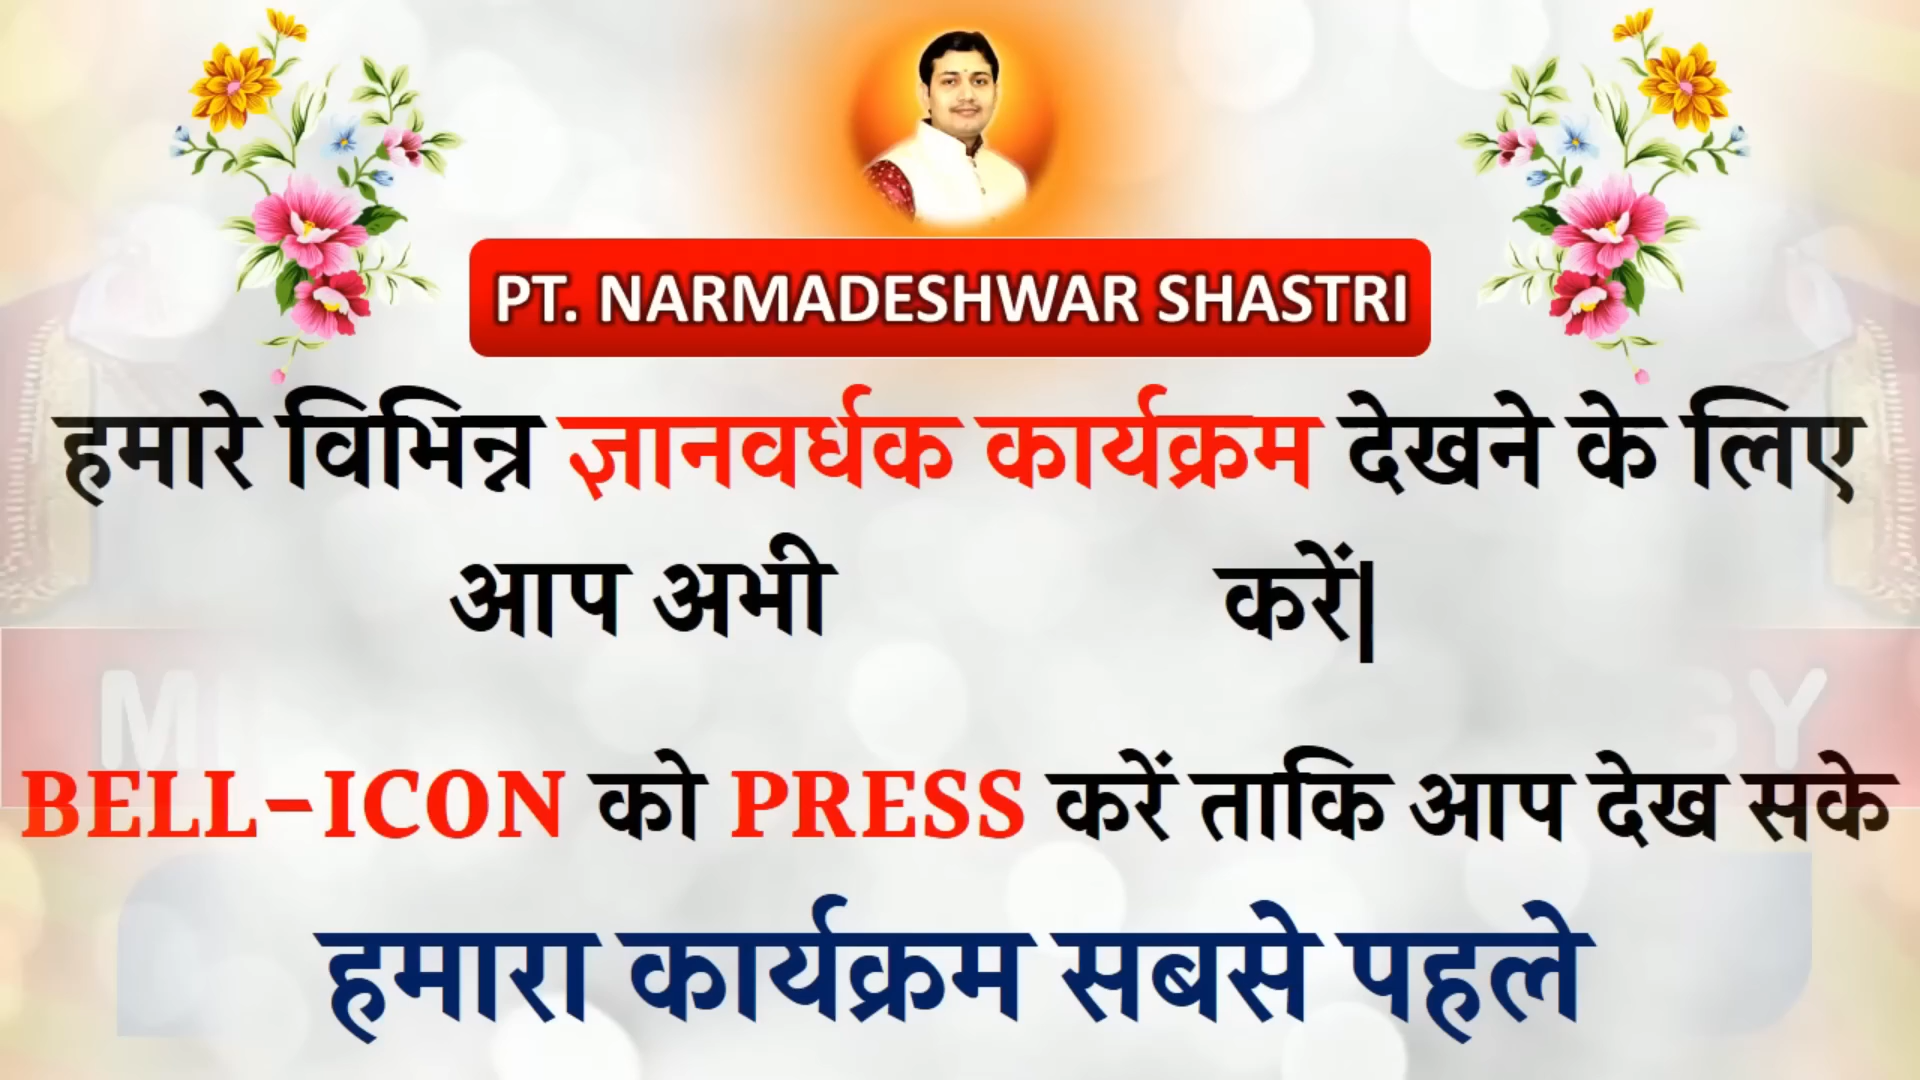 PT. NARMADESHWAR SHASTRI
हमारे विभिन्न ज्ञानवर्धक कार्यक्रम देखने के लिए
आप अभी करें|
BELL-ICON को PRESS करें ताकि आप देख सके
हमारा कार्यक्रम सबसे पहले